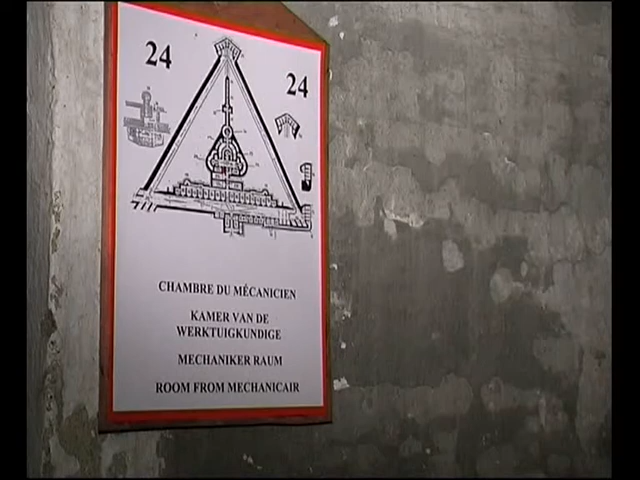 24
24
CHAMBRE DU MÉCANICIEN
KAMER VAN DE
WERKTUIGKUNDIGE
MECHANIKER RAUM
ROOM FROM MECHANICAIR